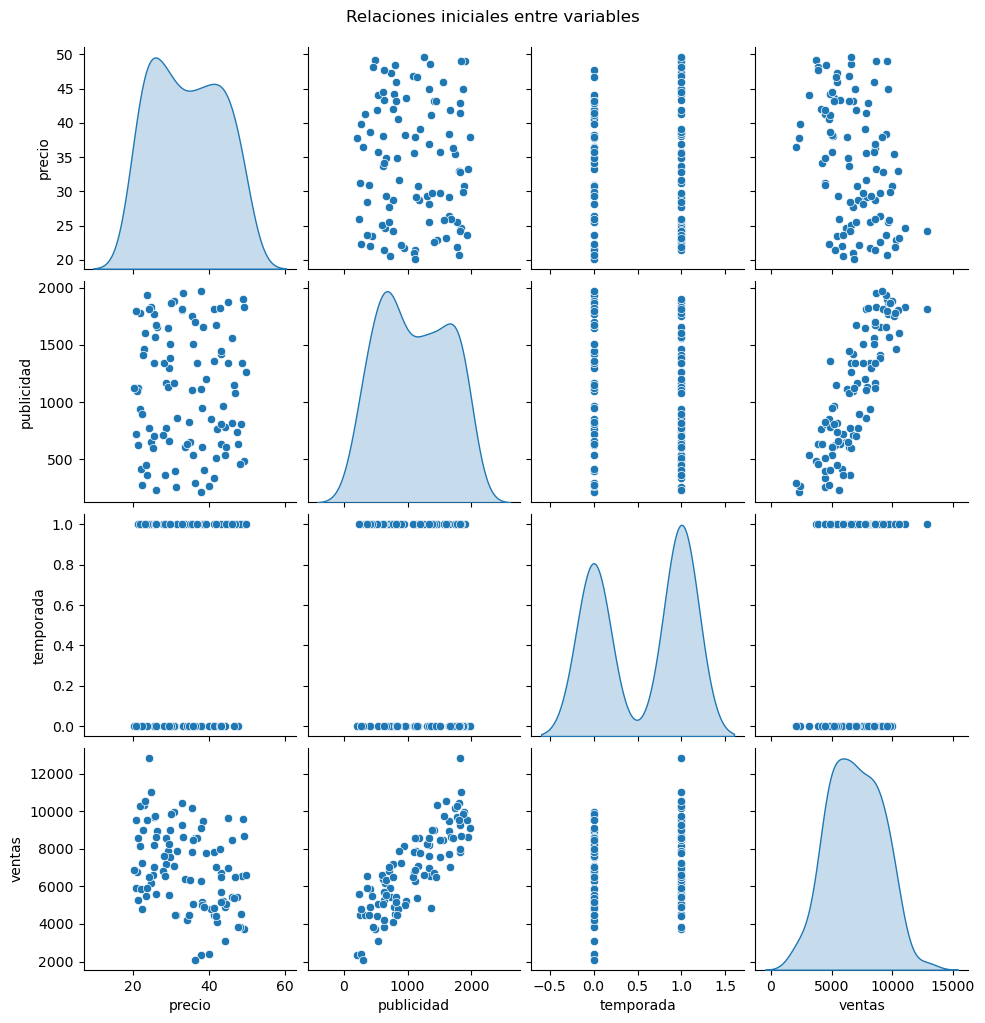 Relaciones iniciales entre variables
50
45
40
35
30
25
20
precio
2000
1500
1000
500
publicidad
1.0
0.8
0.6
0.4
0.2
0.0
temporada
12000
10000
8000
6000
4000
2000
ventas
20 40 60
precio
0 1000 2000
publicidad
−0.5 0.0 0.5 1.0 1.5
temporada
0 5000 10000 15000
ventas